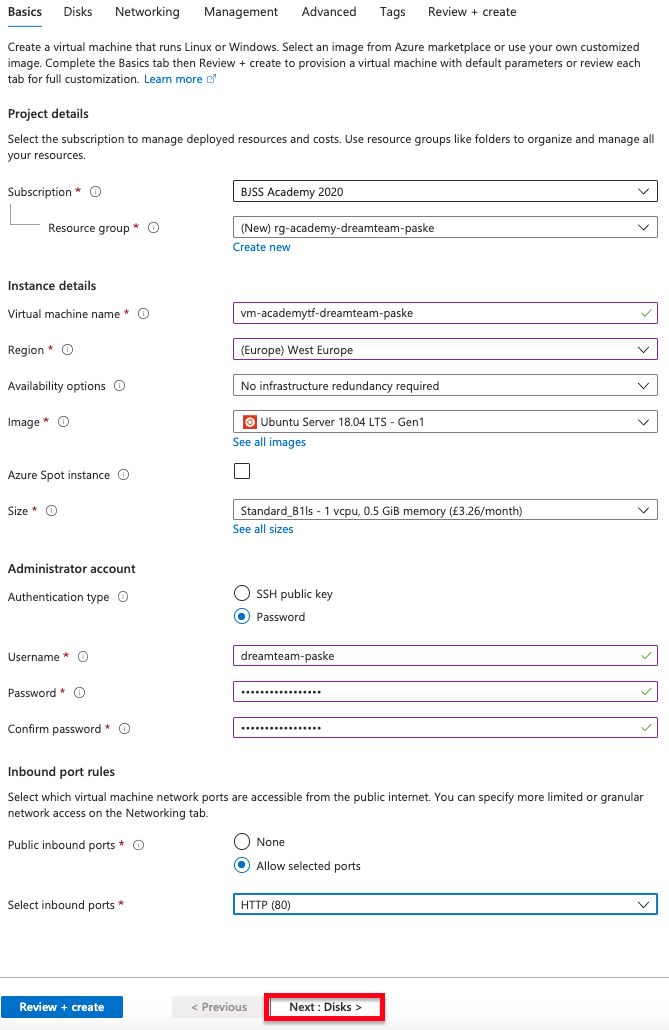 Basics Disks Networking Management Advanced Tags Review + create
Create a virtual machine that runs Linux or Windows. Select an image from Azure marketplace or use your own customized
image. Complete the Basics tab then Review + create to provision a virtual machine with default parameters or review each
tab for full customization. Learn more
Project details
Select the subscription to manage deployed resources and costs. Use resource groups like folders to organize and manage all
your resources.
Subscription * BJSS Academy 2020
Resource group * (New) rg-academy-dreamteam-paske
Create new
Instance details
Virtual machine name * vm-academytf-dreamteam-paske
Region * (Europe) West Europe
Availability options No infrastructure redundancy required
Image * Ubuntu Server 18.04 LTS - Gen1
See all images
Azure Spot instance
Size * Standard_B1ls - 1 vcpu, 0.5 GiB memory (£3.26/month)
See all sizes
Administrator account
Authentication type SSH public key
Password
Username * dreamteam-paske
Password * •••••••••••••••••
Confirm password * •••••••••••••••••
Inbound port rules
Select which virtual machine network ports are accessible from the public internet. You can specify more limited or granular
network access on the Networking tab.
Public inbound ports * None
Allow selected ports
Select inbound ports * HTTP (80)
Review + create < Previous Next : Disks >